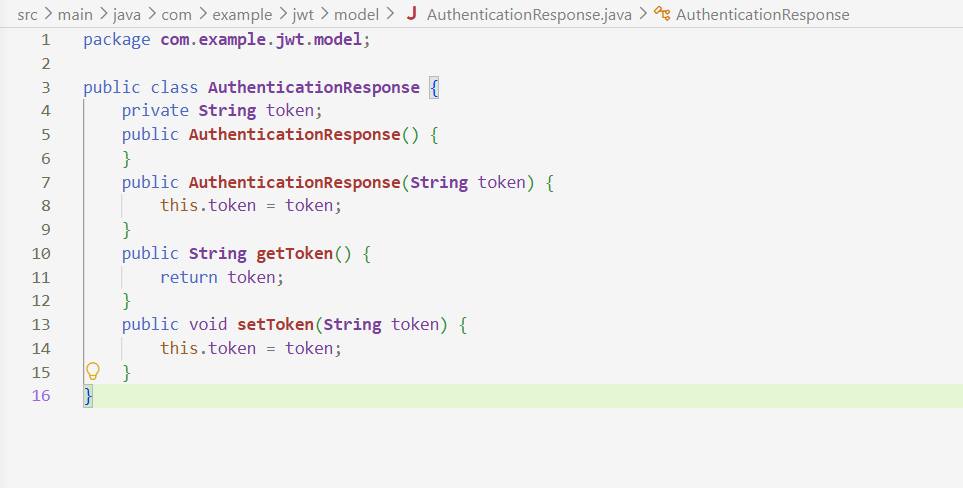 src > main > java > com > example > jwt > model > J AuthenticationResponse.java > AuthenticationResponse
1 package com.example.jwt.model;
2
3 public class AuthenticationResponse {
4     private String token;
5     public AuthenticationResponse() {
6     }
7     public AuthenticationResponse(String token) {
8         this.token = token;
9     }
10     public String getToken() {
11         return token;
12     }
13     public void setToken(String token) {
14         this.token = token;
15     }
16 }